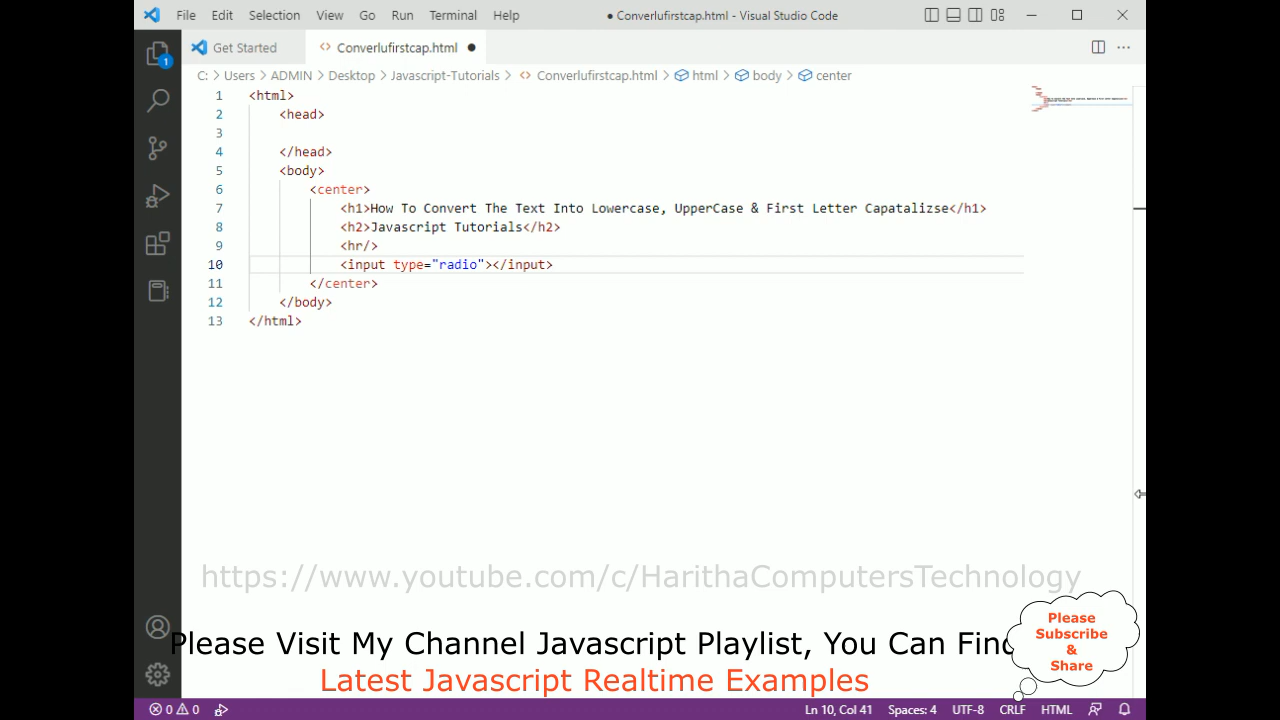 File Edit Selection View Go Run Terminal Help ● Converlufirstcap.html - Visual Studio Code
Get Started <> Converlufirstcap.html ●
C: > Users > ADMIN > Desktop > Javascript-Tutorials > <> Converlufirstcap.html > html > body > center
1 <html>
2 <head>
3
4 </head>
5 <body>
6 <center>
7 <h1>How To Convert The Text Into Lowercase, UpperCase & First Letter Capatalizse</h1>
8 <h2>Javascript Tutorials</h2>
9 <hr/>
10 <input type="radio"></input>
11 </center>
12 </body>
13 </html>
1
https://www.youtube.com/c/HarithaComputersTechnology
Please Visit My Channel Javascript Playlist, You Can Find
Latest Javascript Realtime Examples
Please
Subscribe
&
Share
0 0 Ln 10, Col 41 Spaces: 4 UTF-8 CRLF HTML